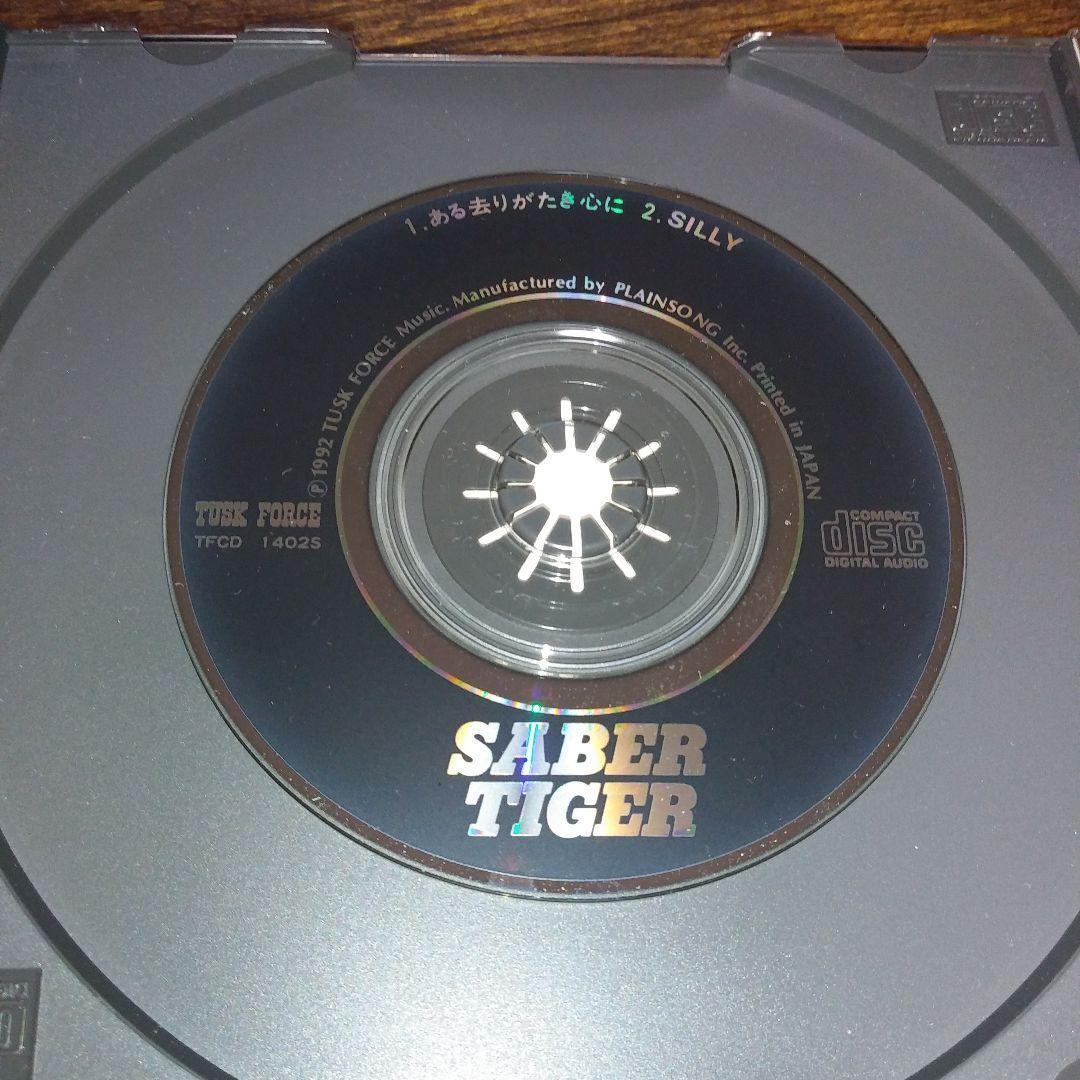 1.ある去りがたき心に 2.SILLY
Ⓟ1992 TUSK FORCE Music. Manufactured by PLAINSONG Inc. Printed in JAPAN
TUSK FORCE
TFCD 1402S
COMPACT
disc
DIGITAL AUDIO
SABER
TIGER